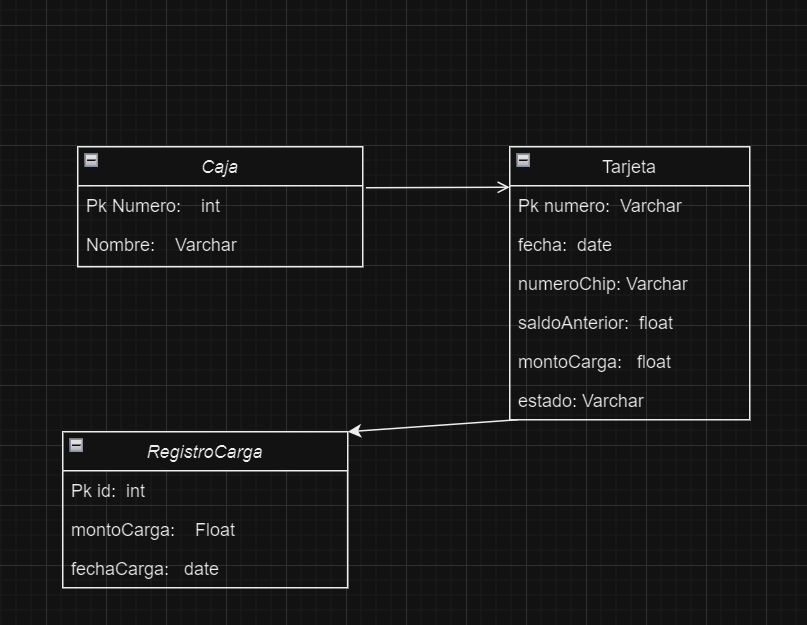 Caja
Pk Numero: int
Nombre: Varchar
Tarjeta
Pk numero: Varchar
fecha: date
numeroChip: Varchar
saldoAnterior: float
montoCarga: float
estado: Varchar
RegistroCarga
Pk id: int
montoCarga: Float
fechaCarga: date